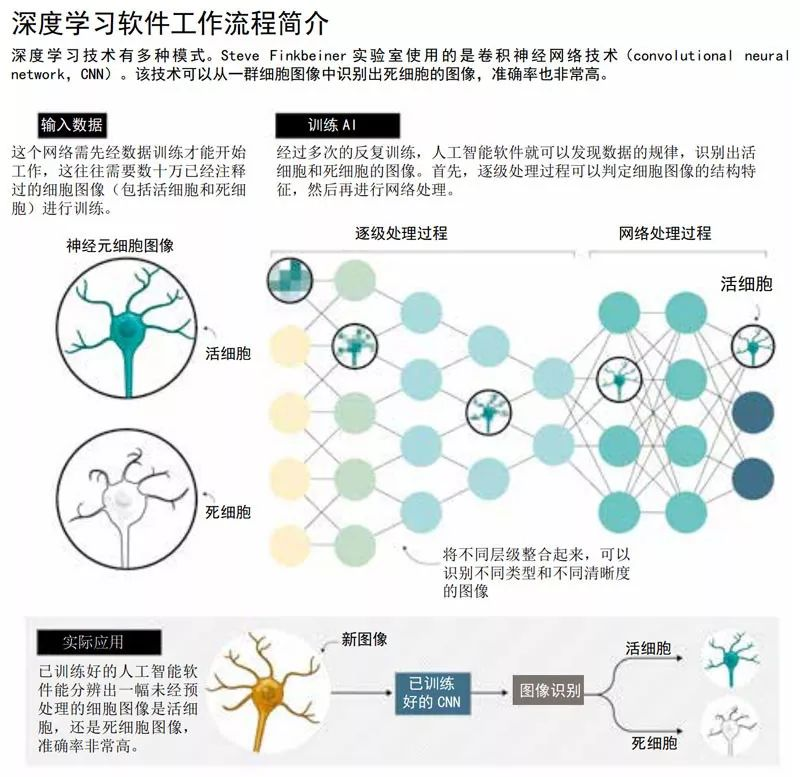 深度学习软件工作流程简介
深度学习技术有多种模式。Steve Finkbeiner 实验室使用的是卷积神经网络技术（convolutional neural
network, CNN）。该技术可以从一群细胞图像中识别出死细胞的图像，准确率也非常高。
输入数据
这个网络需先经数据训练才能开始
工作，这往往需要数十万已经注释
过的细胞图像（包括活细胞和死细
胞）进行训练。
训练 AI
经过多次的反复训练，人工智能软件就可以发现数据的规律，识别出活
细胞和死细胞的图像。首先，逐级处理过程可以判定细胞图像的结构特
征，然后再进行网络处理。
神经元细胞图像
活细胞
死细胞
逐级处理过程
网络处理过程
活细胞
将不同层级整合起来，可以
识别不同类型和不同清晰度
的图像
实际应用
已训练好的人工智能软
件能分辨出一幅未经预
处理的细胞图像是活细
胞，还是死细胞图像，
准确率非常高。
新图像
已训练
好的 CNN
图像识别
活细胞
死细胞